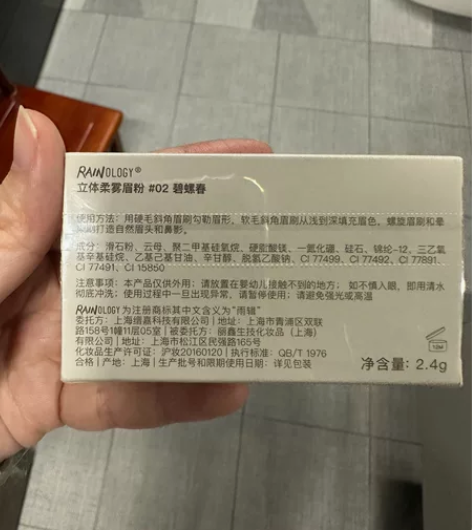 RAINOLOGY®
立体柔雾眉粉 #02 碧螺春
使用方法：用硬毛斜角眉刷勾勒眉形。软毛斜角眉刷从浅到深填充眉色。螺旋眉刷和晕
打造自然眉头和鼻影。
成分：滑石粉、云母、聚二甲基硅氧烷、硬脂酸镁、一氮化硼、硅石、锦纶-12、三乙氧
基辛基硅烷、乙基己基甘油、辛甘醇、脱氢乙酸钠、CI 77499、CI 77492、CI 77891、
CI 77491、CI 15850
注意事项：本产品仅供外用；请放置在婴幼儿接触不到的地方； 如不慎入眼，即用清水
彻底冲洗；使用过程中一旦出现异常，请暂停使用；请避免强光或高温
RAINOLOGY为注册商标其中文含义为“雨
委托方：上海 科技有限公司 | 地址：上海市青浦区双联
路158号1幢11层05室 | 被委托方：丽鑫生技化妆品（上海）
有限公司 | 地址：上海市松江区民强路165号
化妆品生产许可证：沪妆20160120 | 执行标准：QB/T 1976
合格 | 产地：上海 | 生产批号和限期使用日期：详见包装
净含量：2.4g